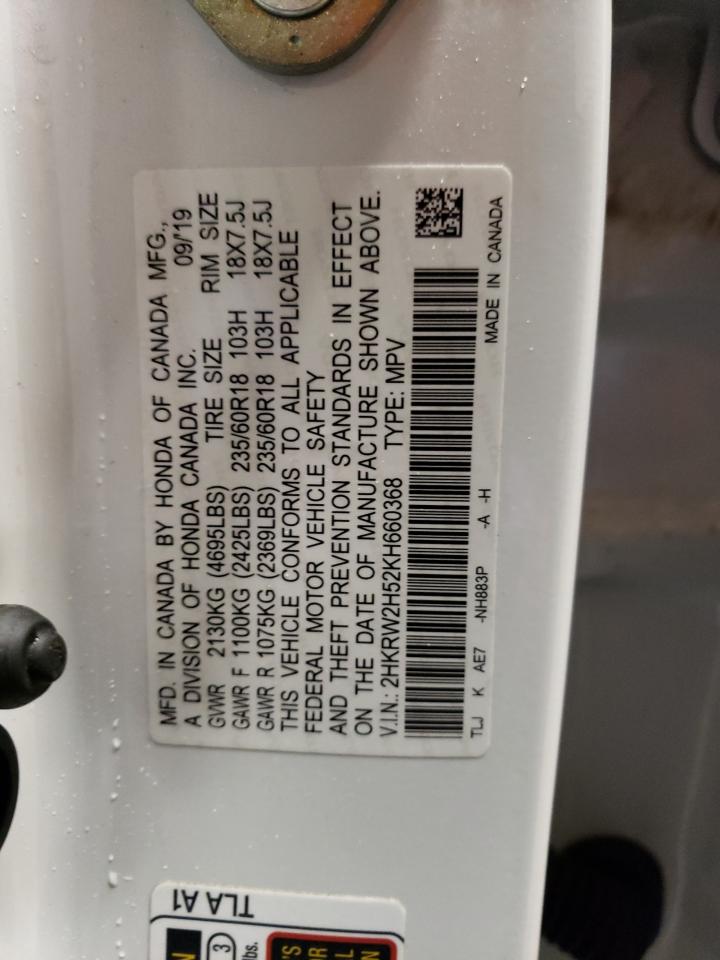 MFD. IN CANADA BY HONDA OF CANADA MFG.,
A DIVISION OF HONDA CANADA INC. 09/19
GVWR 2130KG (4695LBS) TIRE SIZE RIM SIZE
GAWR F 1100KG (2425LBS) 235/60R18 103H 18X7.5J
GAWR R 1075KG (2369LBS) 235/60R18 103H 18X7.5J
THIS VEHICLE CONFORMS TO ALL APPLICABLE
FEDERAL MOTOR VEHICLE SAFETY
AND THEFT PREVENTION STANDARDS IN EFFECT
ON THE DATE OF MANUFACTURE SHOWN ABOVE.
V.I.N.: 2HKRW2H52KH660368 TYPE: MPV
TLJ K AE7 -NH883P -A -H MADE IN CANADA
TLA A1
3
lbs.